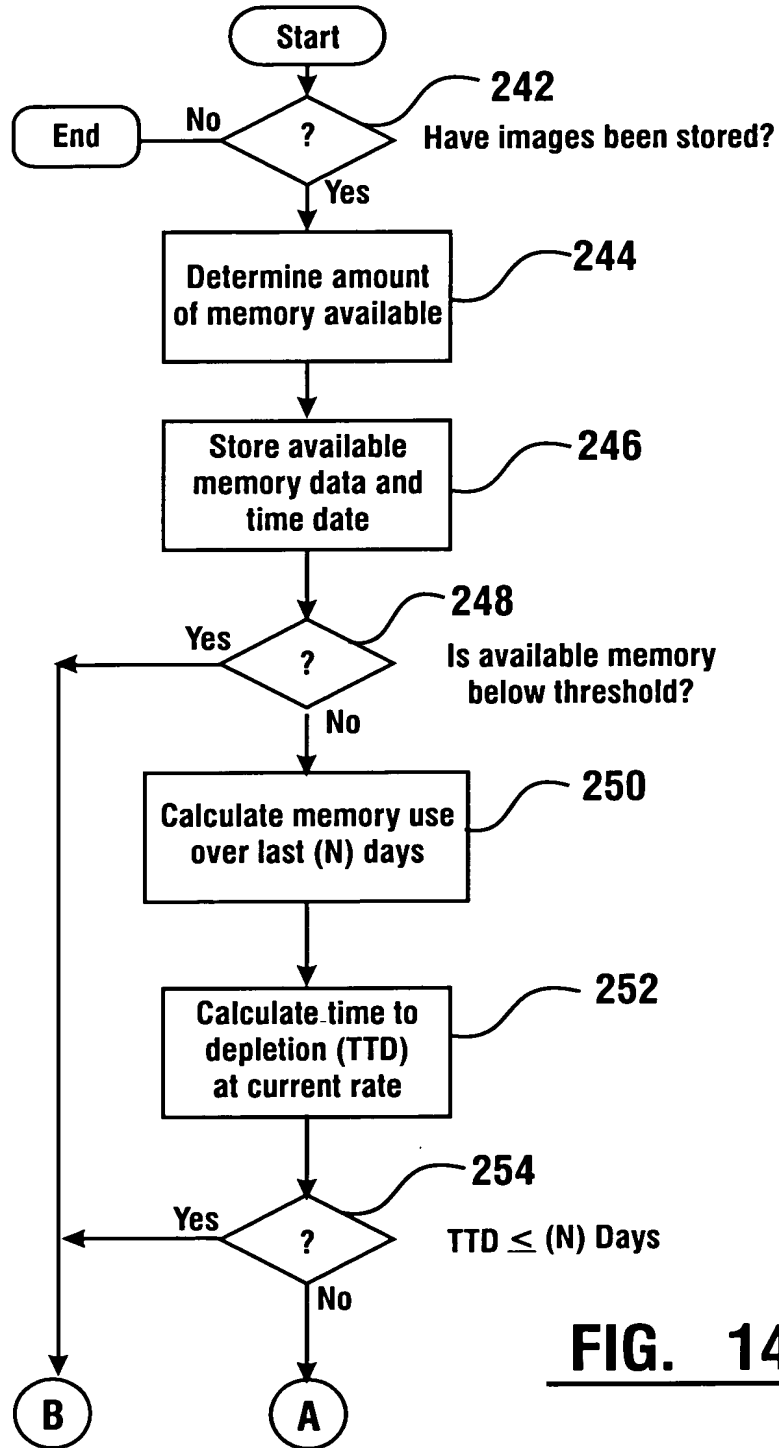 Start
242
No
End
?
Have images been stored?
Yes
244
Determine amount
of memory available
246
Store available
memory data and
time date
248
Yes
?
Is available memory
below threshold?
No
250
Calculate memory use
over last (N) days
252
Calculate time to
depletion (TTD)
at current rate
254
Yes
?
TTD ≤ (N) Days
No
FIG. 14
B
A